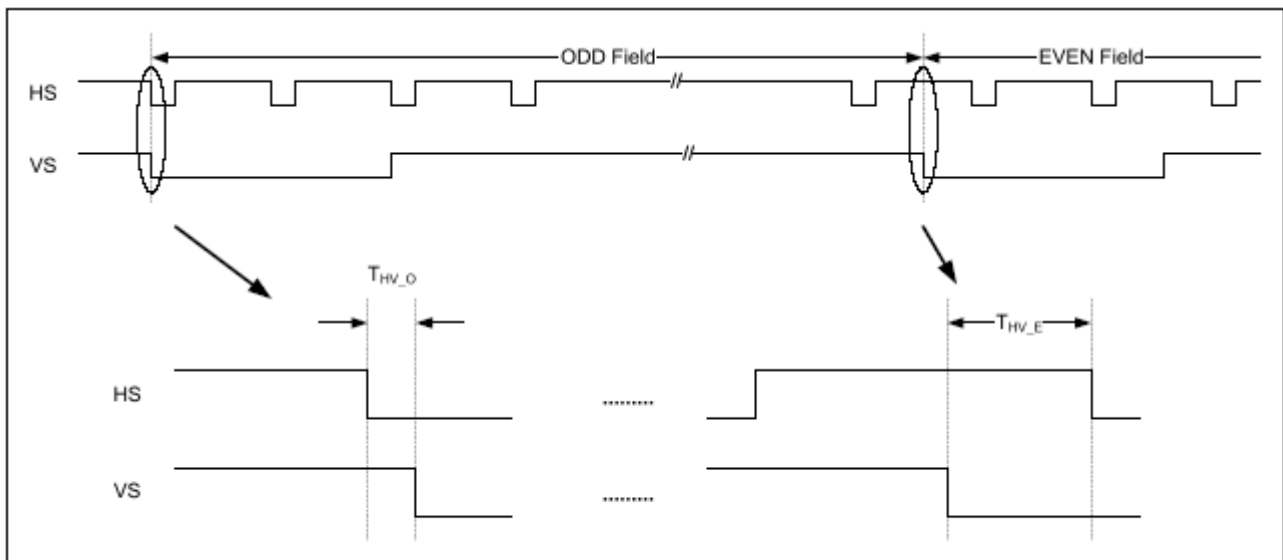 ODD Field EVEN Field
HS
//
VS
//
THV_O
THV_E
HS
.........
VS
.........